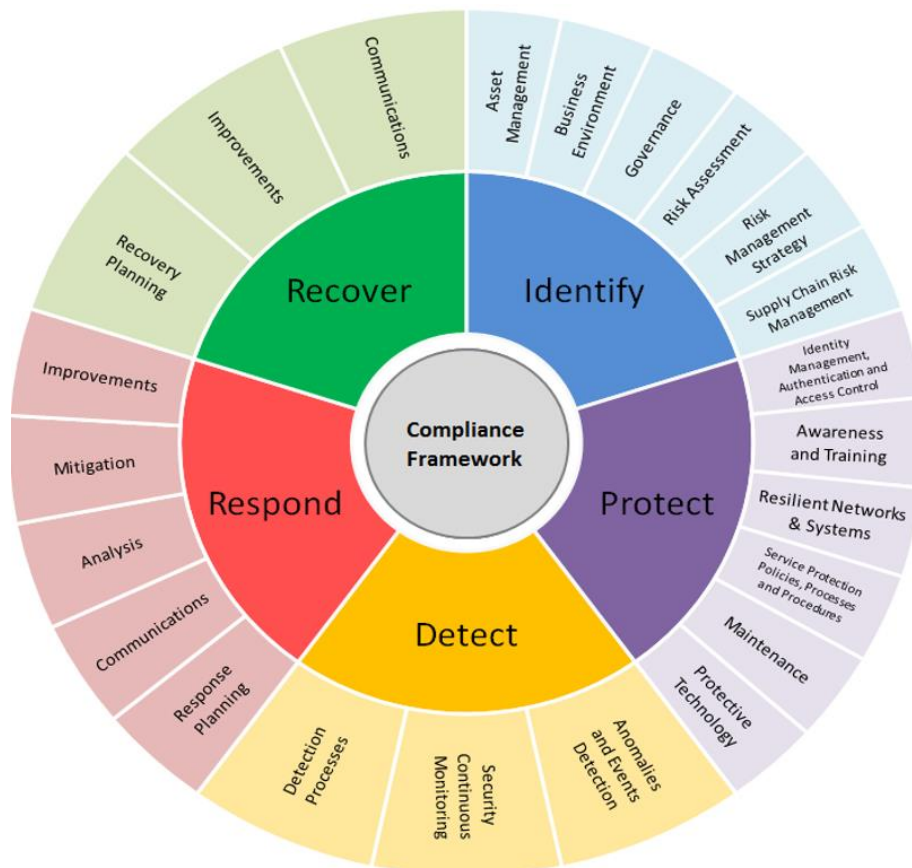 Compliance
Framework
Identify
Asset
Management
Business
Environment
Governance
Risk Assessment
Risk
Management
Strategy
Supply Chain Risk
Management
Protect
Identity
Management,
Authentication and
Access Control
Awareness
and Training
Resilient Networks
& Systems
Service Protection
Policies, Processes
and Procedures
Maintenance
Protective
Technology
Detect
Anomalies
and Events
Detection
Security
Continuous
Monitoring
Detection
Processes
Respond
Response
Planning
Communications
Analysis
Mitigation
Improvements
Recover
Recovery
Planning
Improvements
Communications